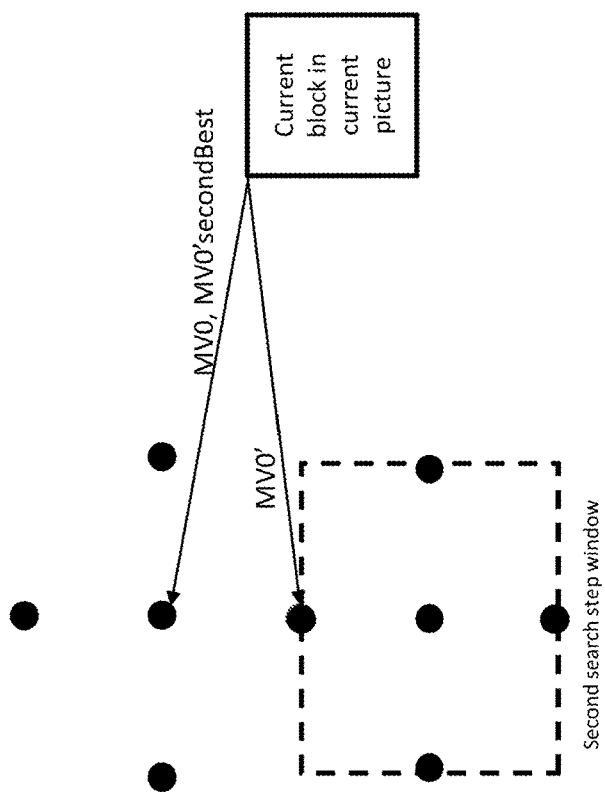 Current
block in
current
picture
MV0, MV0'secondBest
MV0'
Second search step window